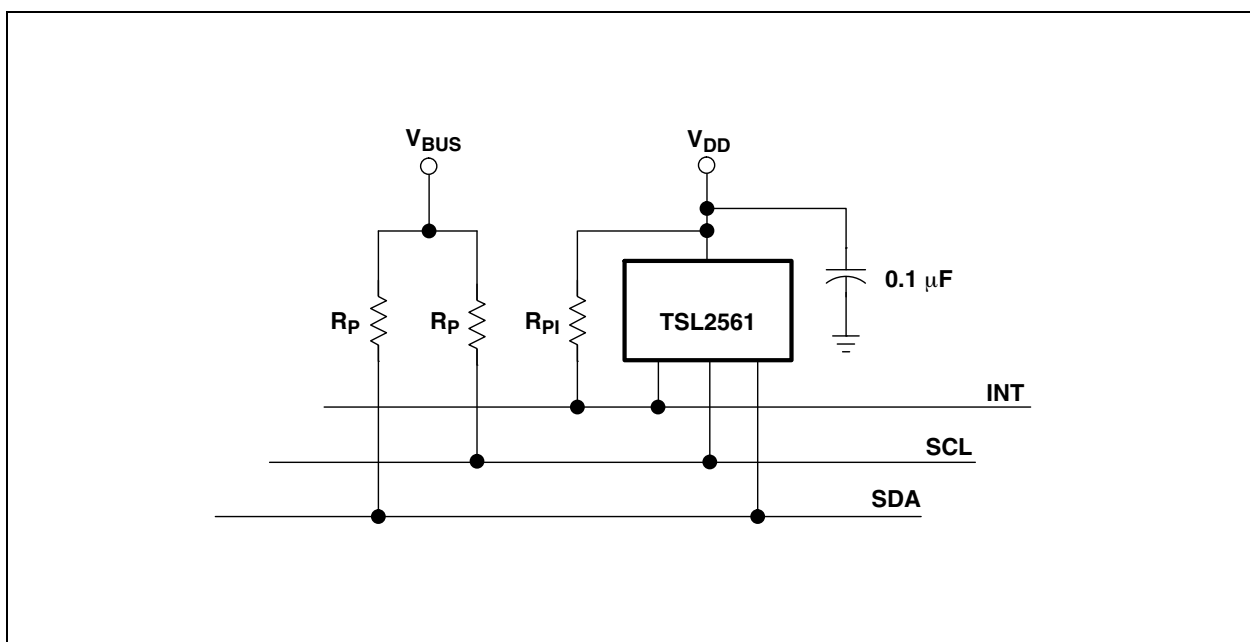 V_BUS V_DD
0.1 μF
R_P R_P R_PI TSL2561
INT
SCL
SDA